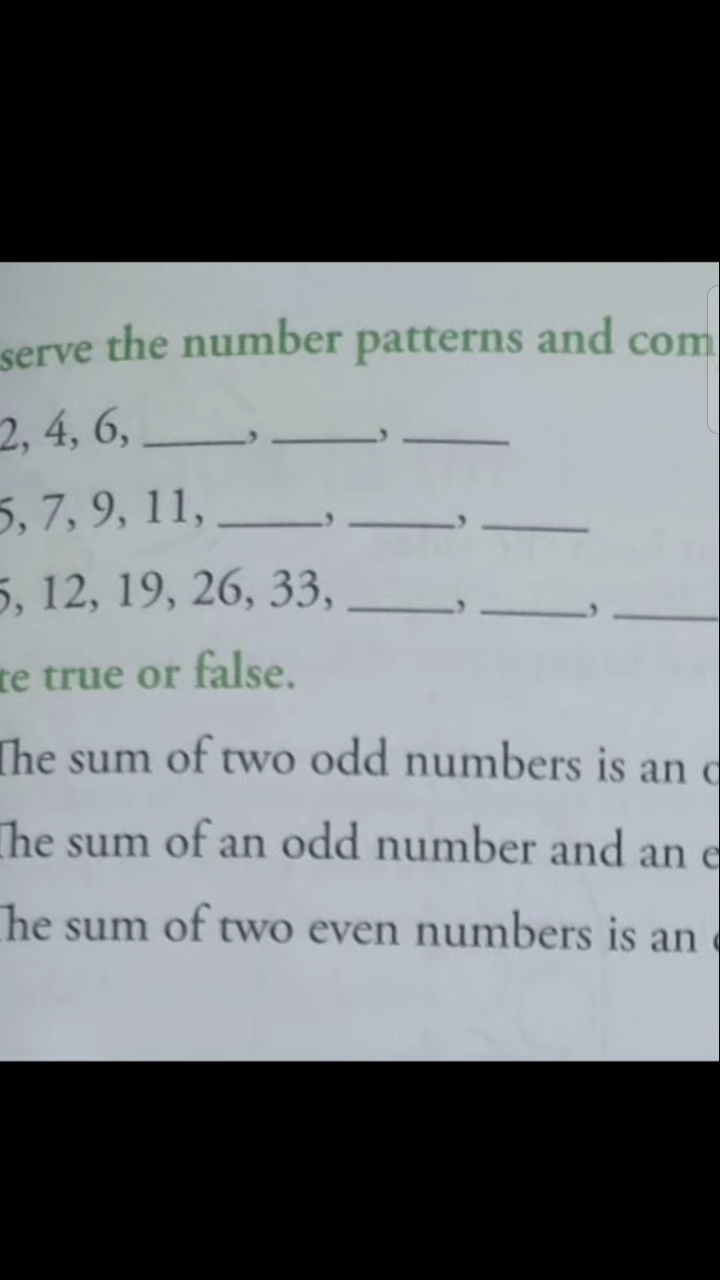 serve the number patterns and com
2, 4, 6, ____, ____, ____
5, 7, 9, 11, ____, ____, ____
5, 12, 19, 26, 33, ____, ____, ____
te true or false.
The sum of two odd numbers is an
The sum of an odd number and an e
The sum of two even numbers is an